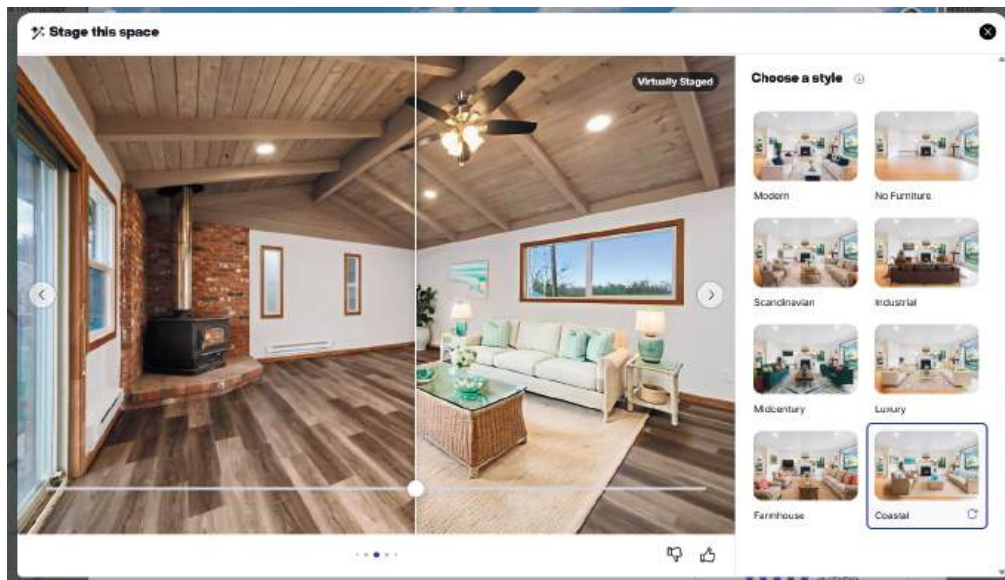 Stage this space
Virtually Staged
Choose a style
Modern
No Furniture
Scandinavian
Industrial
Midcentury
Luxury
Farmhouse
Coastal